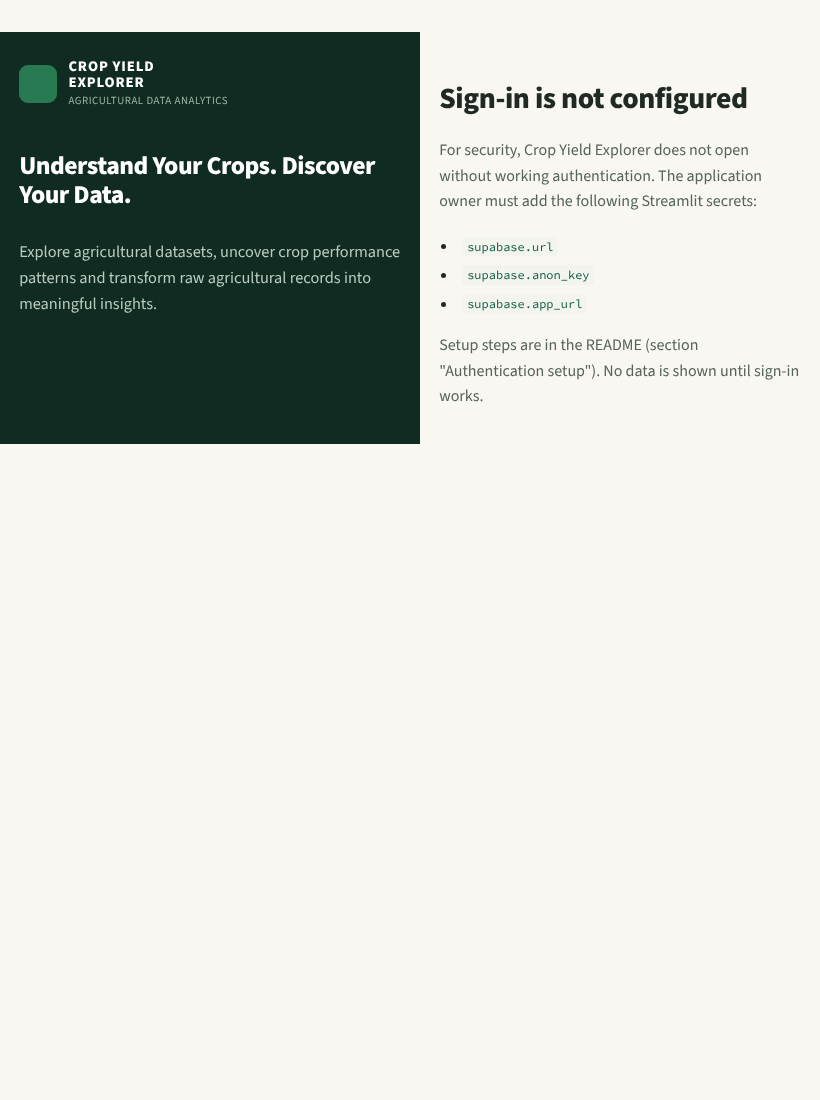 CROP YIELD
EXPLORER
AGRICULTURAL DATA ANALYTICS
Understand Your Crops. Discover
Your Data.
Explore agricultural datasets, uncover crop performance
patterns and transform raw agricultural records into
meaningful insights.
Sign-in is not configured
For security, Crop Yield Explorer does not open
without working authentication. The application
owner must add the following Streamlit secrets:
supabase.url
supabase.anon_key
supabase.app_url
Setup steps are in the README (section
"Authentication setup"). No data is shown until sign-in
works.